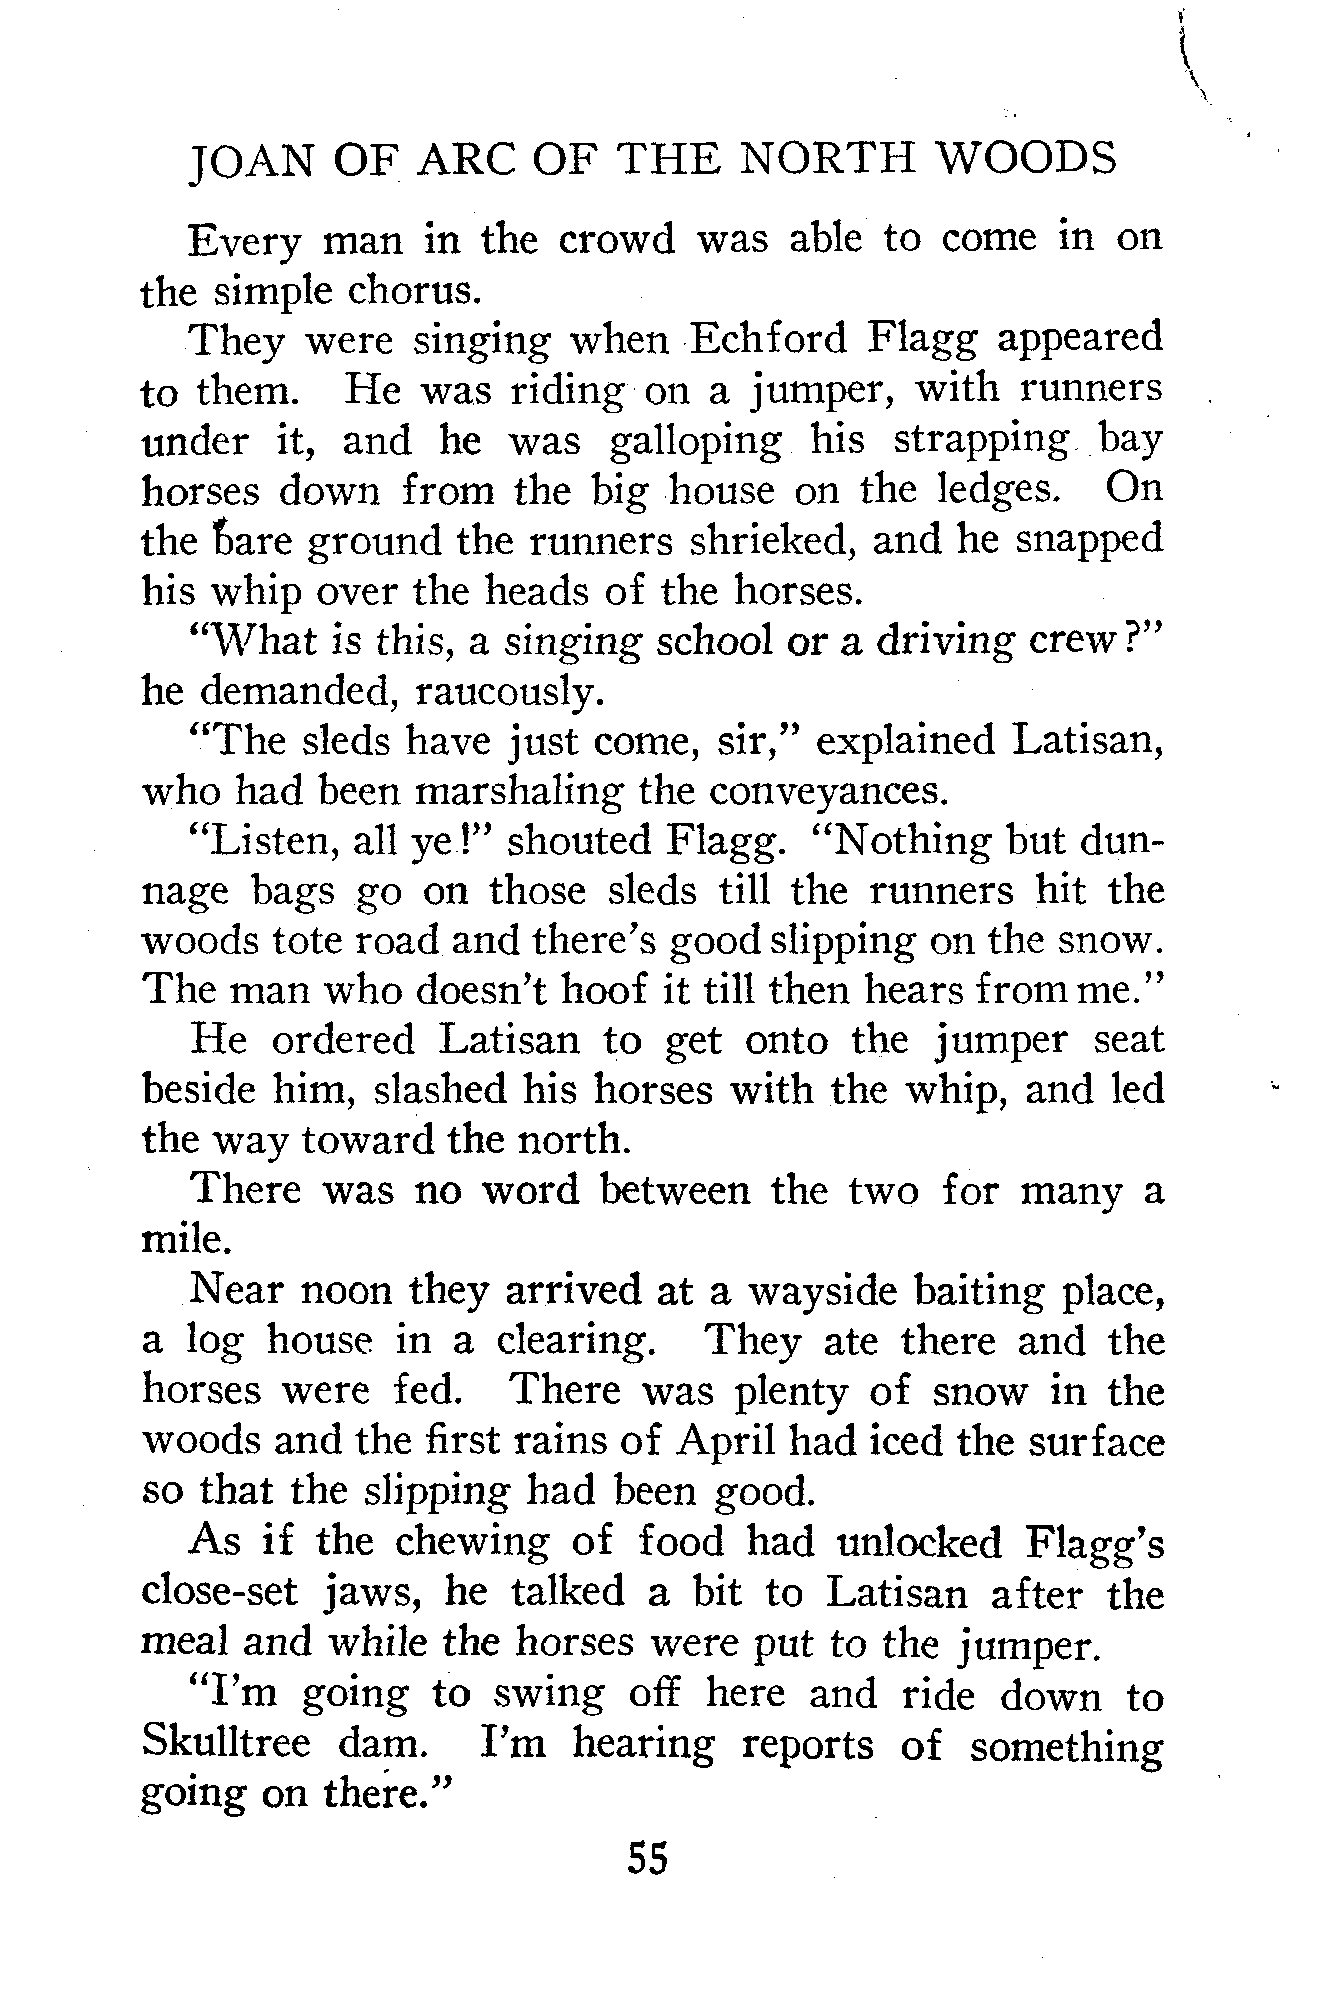 JOAN OF ARC OF THE NORTH WOODS
Every man in the crowd was able to come in on
the simple chorus.
They were singing when Echford Flagg appeared
to them. He was riding on a jumper, with runners
under it, and he was galloping his strapping bay
horses down from the big house on the ledges. On
the bare ground the runners shrieked, and he snapped
his whip over the heads of the horses.
“What is this, a singing school or a driving crew?”
he demanded, raucously.
“The sleds have just come, sir,” explained Latisan,
who had been marshaling the conveyances.
“Listen, all ye!” shouted Flagg. “Nothing but dun-
nage bags go on those sleds till the runners hit the
woods tote road and there’s good slipping on the snow.
The man who doesn’t hoof it till then hears from me.”
He ordered Latisan to get onto the jumper seat
beside him, slashed his horses with the whip, and led
the way toward the north.
There was no word between the two for many a
mile.
Near noon they arrived at a wayside baiting place,
a log house in a clearing. They ate there and the
horses were fed. There was plenty of snow in the
woods and the first rains of April had iced the surface
so that the slipping had been good.
As if the chewing of food had unlocked Flagg’s
close-set jaws, he talked a bit to Latisan after the
meal and while the horses were put to the jumper.
“I’m going to swing off here and ride down to
Skulltree dam. I’m hearing reports of something
going on there.”
55